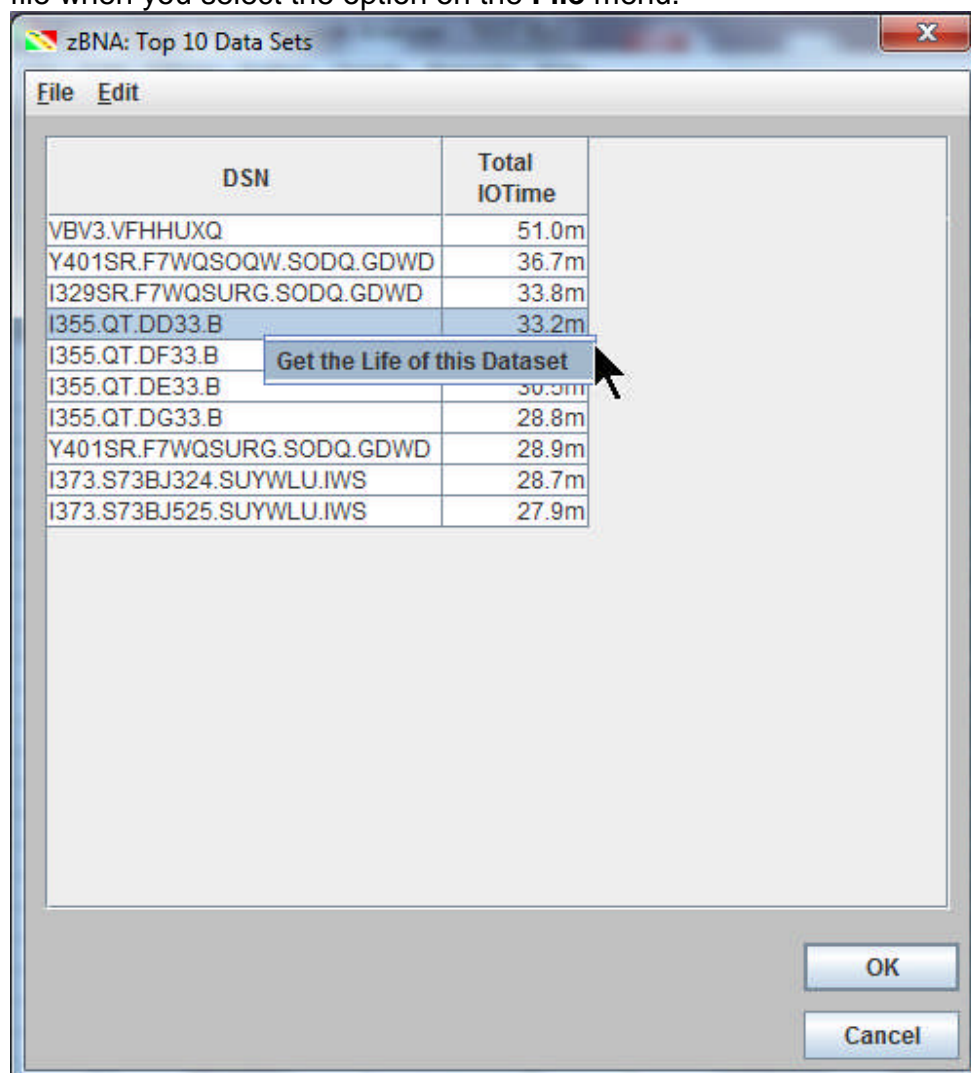 file when you select the option on the File menu.
zBNA: Top 10 Data Sets
File Edit
DSN Total IOTime
VBV3.VFHHUXQ 51.0m
Y401SR.F7WQSOQW.SODQ.GDWD 36.7m
I329SR.F7WQSURG.SODQ.GDWD 33.8m
I355.QT.DD33.B 33.2m
I355.QT.DF33.B
Get the Life of this Dataset
I355.QT.DE33.B 30.5m
I355.QT.DG33.B 28.8m
Y401SR.F7WQSURG.SODQ.GDWD 28.9m
I373.S73BJ324.SUYWLU.IWS 28.7m
I373.S73BJ525.SUYWLU.IWS 27.9m
OK
Cancel